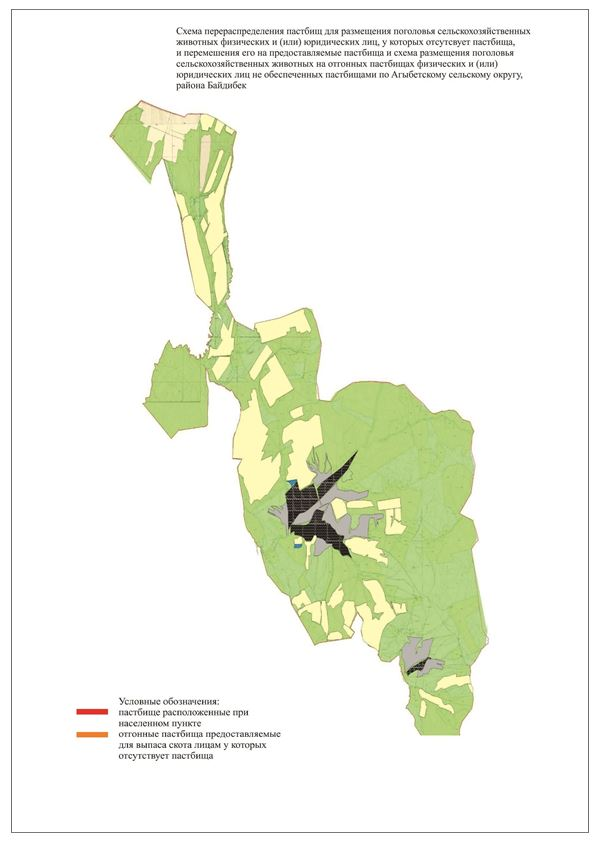 Схема перераспределения пастбищ для размещения поголовья сельскохозяйственных
животных физических и (или) юридических лиц, у которых отсутсвует пастбища,
и перемешения его на предоставляемые пастбища и схема размещения поголовья
сельскохозяйственных животных на отгонных пастбищах физических и (или)
юридических лиц не обеспеченных пастбищами по Агыбетскому сельскому округу,
района Байдибек
Условные обозначения:
пастбище расположенные при
населенном пункте
отгонные пастбища предоставляемые
для выпаса скота лицам у которых
отсутствует пастбища